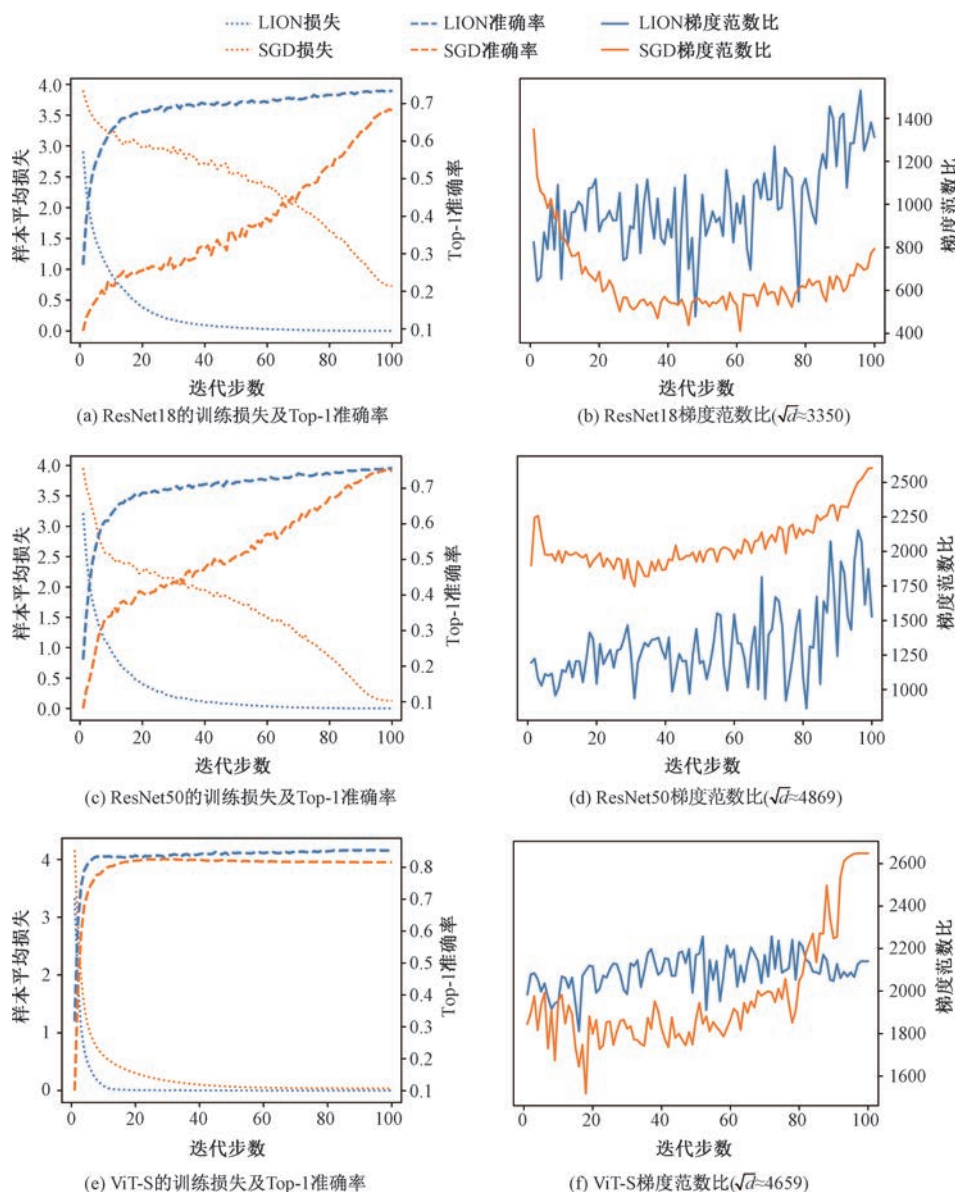 LION损失 LION准确率 LION梯度范数比
SGD损失 SGD准确率 SGD梯度范数比
4.0
3.5
3.0
2.5
2.0
1.5
1.0
0.5
0.0
样本平均损失
0.7
0.6
0.5
0.4
0.3
0.2
0.1
Top-1准确率
0 20 40 60 80 100
迭代步数
(a) ResNet18的训练损失及Top-1准确率
1400
1200
1000
800
600
400
梯度范数比
0 20 40 60 80 100
迭代步数
(b) ResNet18梯度范数比(√d≈3350)
4.0
3.5
3.0
2.5
2.0
1.5
1.0
0.5
0.0
样本平均损失
0.7
0.6
0.5
0.4
0.3
0.2
0.1
Top-1准确率
0 20 40 60 80 100
迭代步数
(c) ResNet50的训练损失及Top-1准确率
2500
2250
2000
1750
1500
1250
1000
梯度范数比
0 20 40 60 80 100
迭代步数
(d) ResNet50梯度范数比(√d≈4869)
4
3
2
1
0
样本平均损失
0.8
0.7
0.6
0.5
0.4
0.3
0.2
0.1
Top-1准确率
0 20 40 60 80 100
迭代步数
(e) ViT-S的训练损失及Top-1准确率
2600
2400
2200
2000
1800
1600
梯度范数比
0 20 40 60 80 100
迭代步数
(f) ViT-S梯度范数比(√d≈4659)